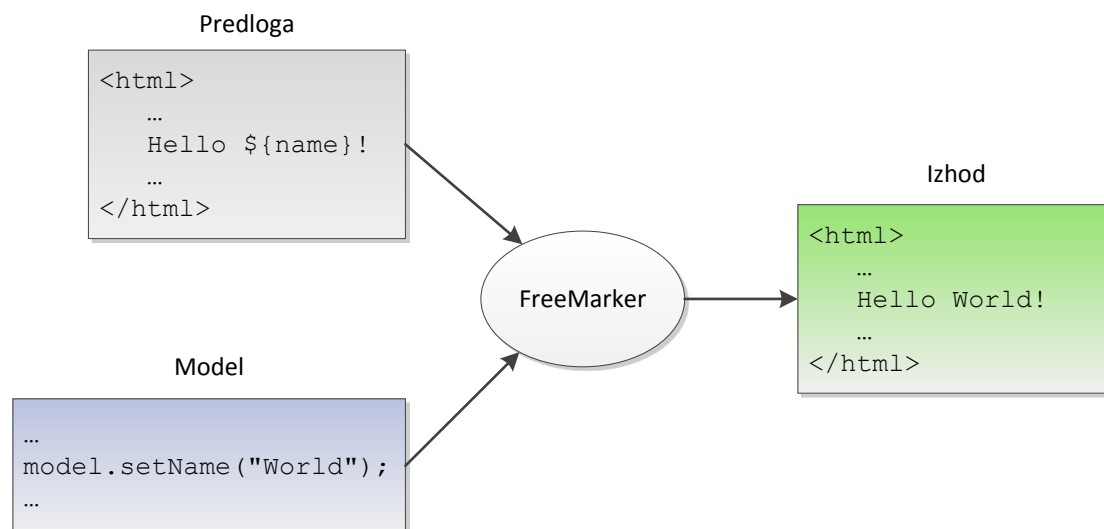 Predloga
<html>
…
Hello ${name}!
…
</html>
Model
…
model.setName("World");
…
FreeMarker
Izhod
<html>
…
Hello World!
…
</html>